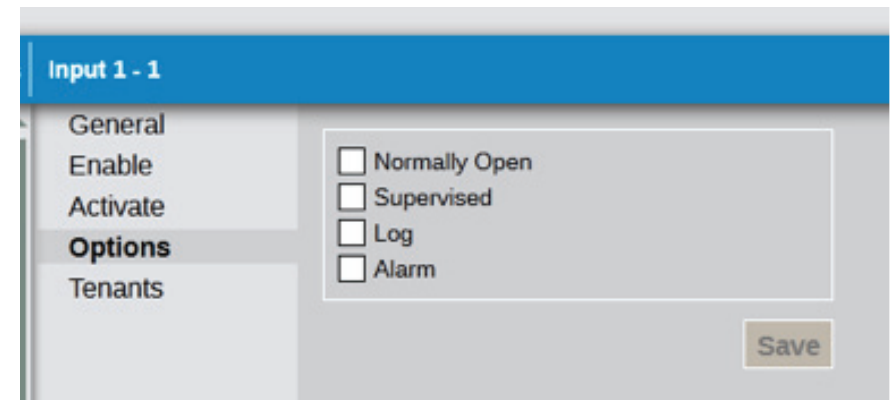 Input 1 - 1
General
Enable
Activate
Options
Tenants
Normally Open
Supervised
Log
Alarm
Save